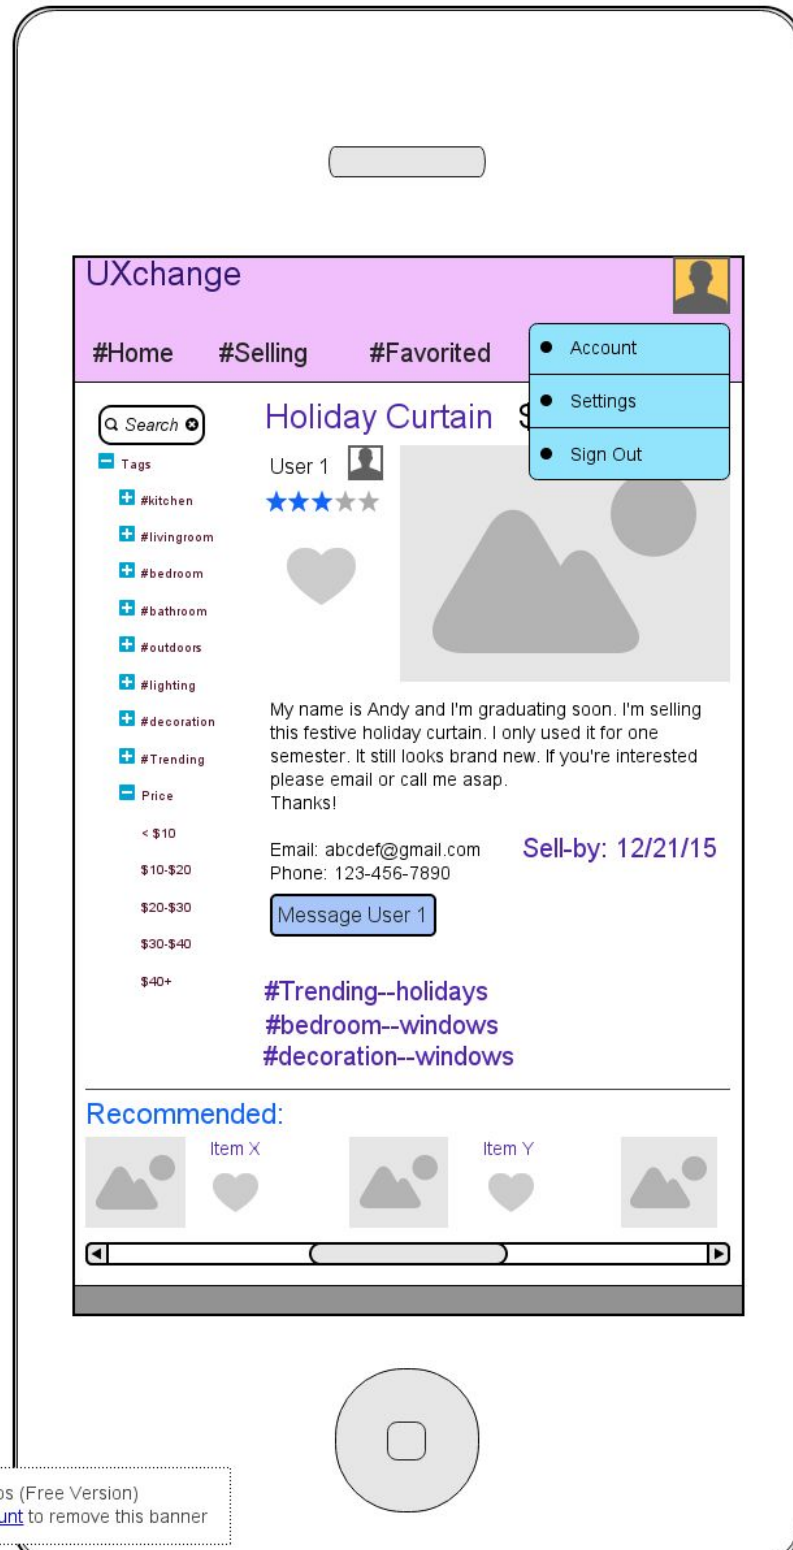 UXchange
#Home #Selling #Favorited
Account
Settings
Sign Out
Search
Tags
#kitchen
#livingroom
#bedroom
#bathroom
#outdoors
#lighting
#decoration
#Trending
Price
< $10
$10-$20
$20-$30
$30-$40
$40+
Holiday Curtain
User 1
My name is Andy and I'm graduating soon. I'm selling
this festive holiday curtain. I only used it for one
semester. It still looks brand new. If you're interested
please email or call me asap.
Thanks!
Email: abcdef@gmail.com
Phone: 123-456-7890
Sell-by: 12/21/15
Message User 1
#Trending--holidays
#bedroom--windows
#decoration--windows
Recommended:
Item X
Item Y
(Free Version)
to remove this banner